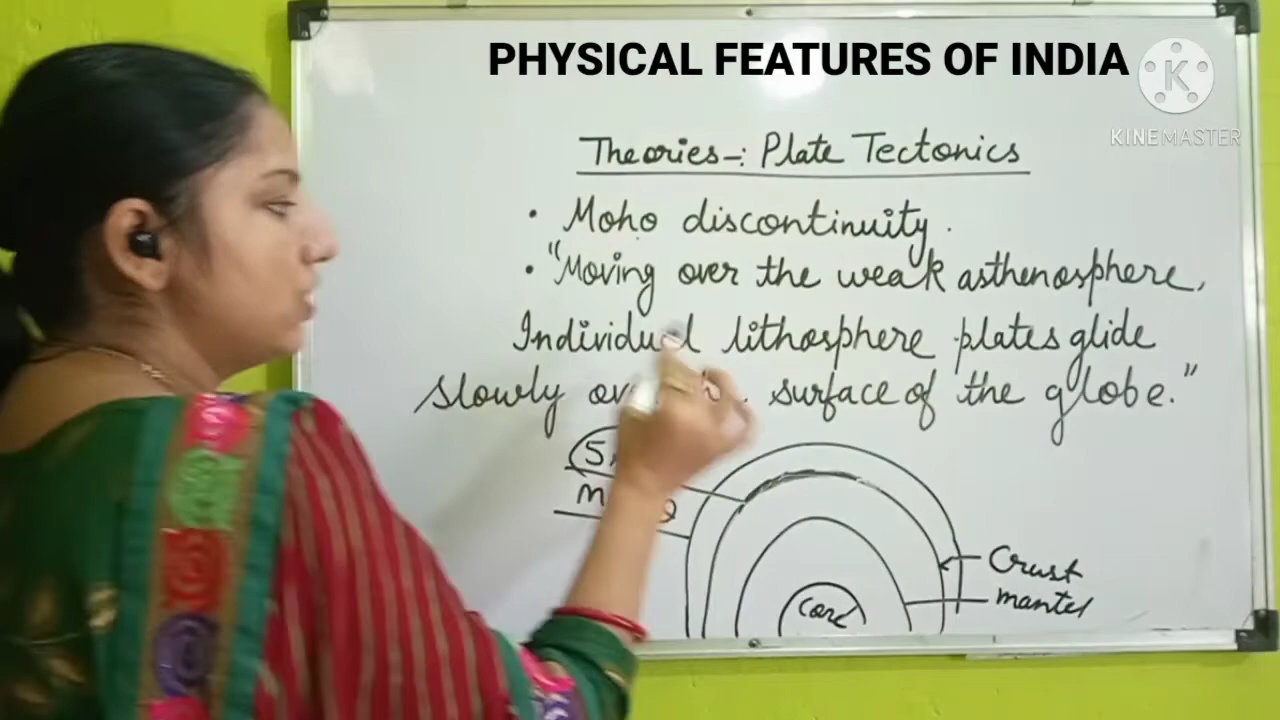 PHYSICAL FEATURES OF INDIA
K
KINEMASTER
Theories-: Plate Tectonics
• Moho discontinuity.
• "Moving over the weak asthenosphere,
Individual lithosphere plates glide
slowly surface of the globe."
Crust
mantel
Core